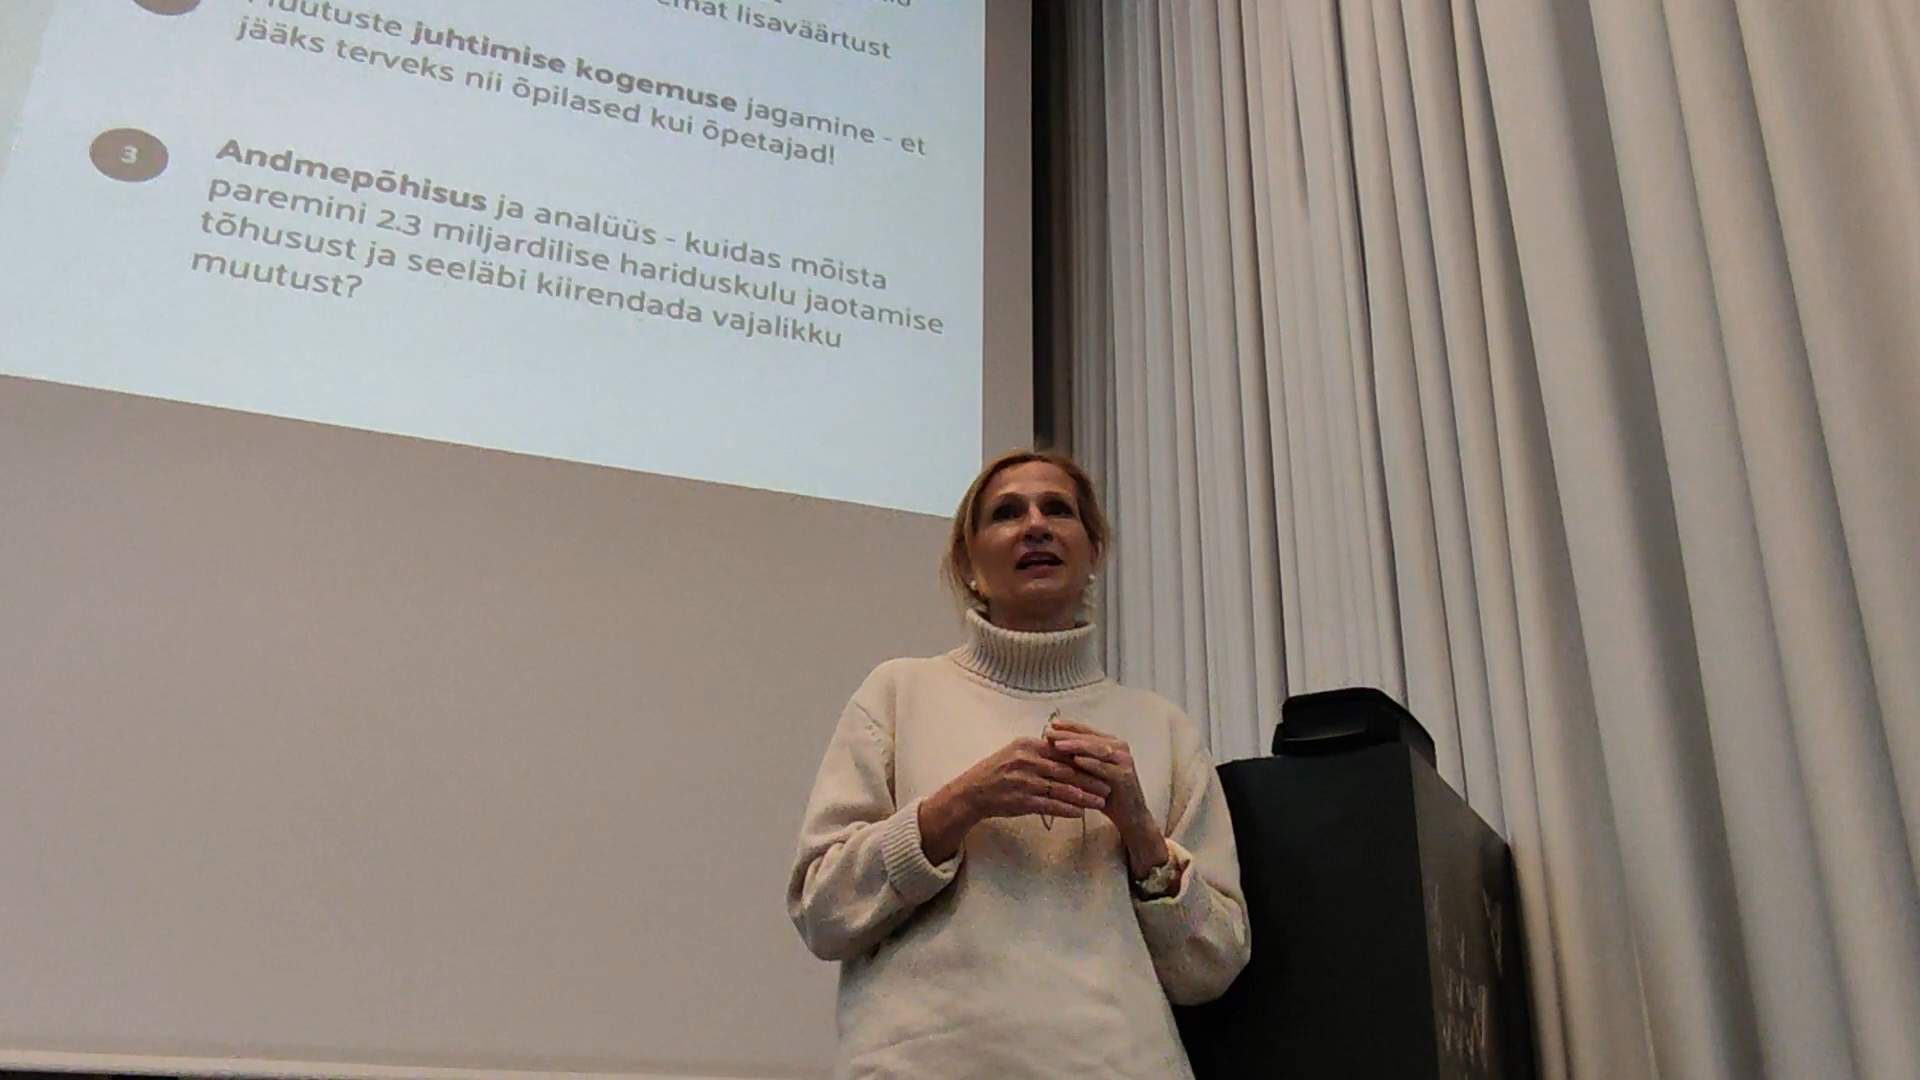 lisaväärtust
Muutuste juhtimise kogemuse jagamine - et
jääks terveks nii õpilased kui õpetajad!
3
Andmepõhisus ja analüüs - kuidas mõista
paremini 2.3 miljardilise hariduskulu jaotamise
tõhusust ja seeläbi kiirendada vajalikku
muutust?